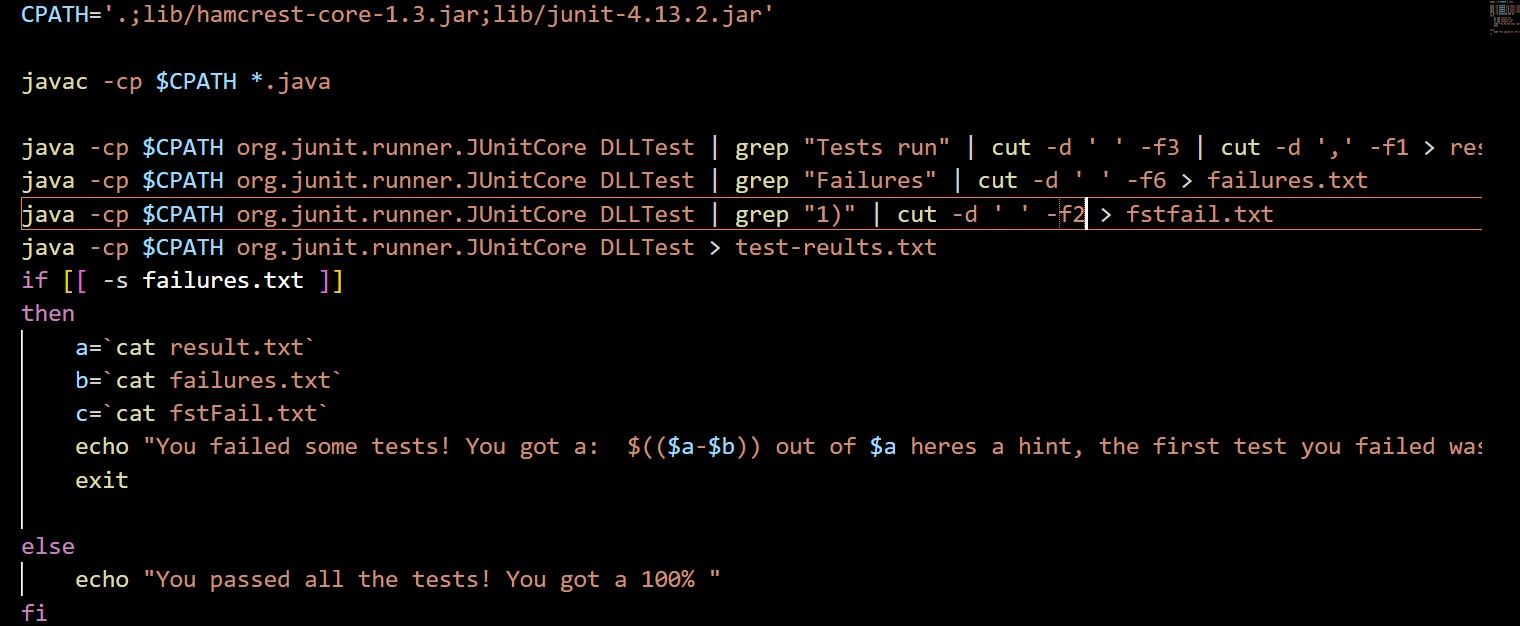 CPATH='.;lib/hamcrest-core-1.3.jar;lib/junit-4.13.2.jar'
javac -cp $CPATH *.java
java -cp $CPATH org.junit.runner.JUnitCore DLLTest | grep "Tests run" | cut -d ' ' -f3 | cut -d ',' -f1 > res
java -cp $CPATH org.junit.runner.JUnitCore DLLTest | grep "Failures" | cut -d ' ' -f6 > failures.txt
java -cp $CPATH org.junit.runner.JUnitCore DLLTest | grep "1)" | cut -d ' ' -f2 > fstfail.txt
java -cp $CPATH org.junit.runner.JUnitCore DLLTest > test-reults.txt
if [[ -s failures.txt ]]
then
a=`cat result.txt`
b=`cat failures.txt`
c=`cat fstFail.txt`
echo "You failed some tests! You got a:  $(($a-$b)) out of $a heres a hint, the first test you failed was
exit
else
echo "You passed all the tests! You got a 100% "
fi